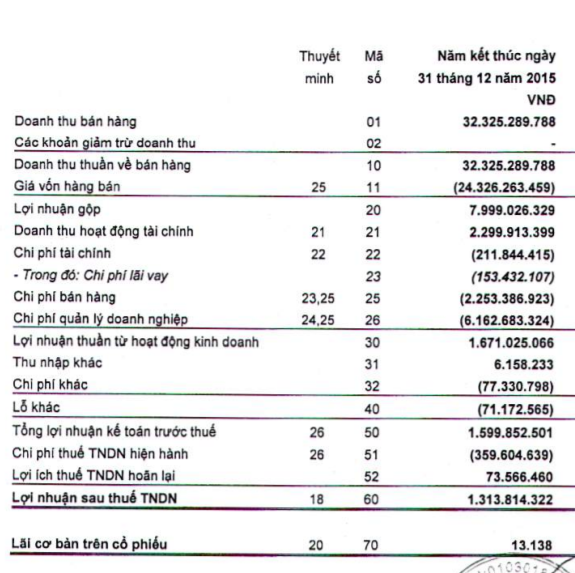 Thuyết Mã Năm kết thúc ngày
minh số 31 tháng 12 năm 2015
VNĐ
Doanh thu bán hàng 01 32.325.289.788
Các khoản giảm trừ doanh thu 02 -
Doanh thu thuần về bán hàng 10 32.325.289.788
Giá vốn hàng bán 25 11 (24.326.263.459)
Lợi nhuận gộp 20 7.999.026.329
Doanh thu hoạt động tài chính 21 21 2.299.913.399
Chi phí tài chính 22 22 (211.844.415)
- Trong đó: Chi phí lãi vay 23 (153.432.107)
Chi phí bán hàng 23,25 25 (2.253.386.923)
Chi phí quản lý doanh nghiệp 24,25 26 (6.162.683.324)
Lợi nhuận thuần từ hoạt động kinh doanh 30 1.671.025.066
Thu nhập khác 31 6.158.233
Chi phí khác 32 (77.330.798)
Lỗ khác 40 (71.172.565)
Tổng lợi nhuận kế toán trước thuế 26 50 1.599.852.501
Chi phí thuế TNDN hiện hành 26 51 (359.604.639)
Lợi ích thuế TNDN hoãn lại 52 73.566.460
Lợi nhuận sau thuế TNDN 18 60 1.313.814.322
Lãi cơ bản trên cổ phiếu 20 70 13.138